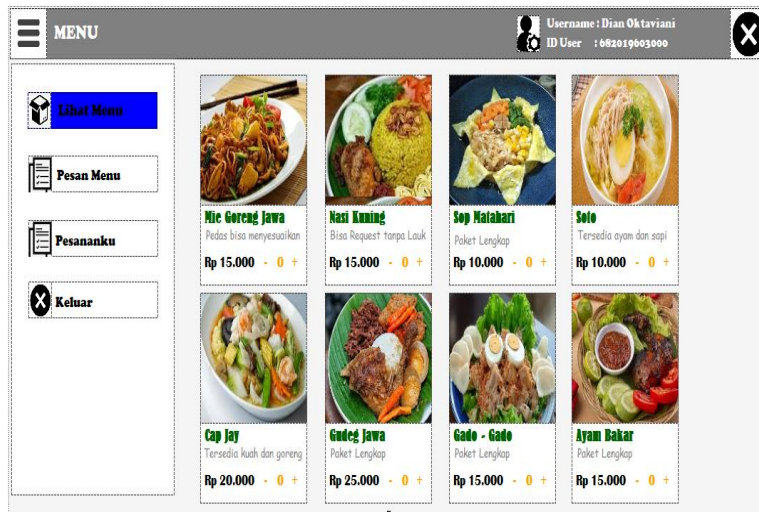 MENU
Username : Dian Oktaviani
ID User : 682019603000
Lihat Menu
Pesan Menu
Pesananku
Keluar
Mie Goreng Jawa
Pedas bisa menyesuaikan
Rp 15.000 - 0 +
Nasi Kuning
Bisa Request tanpa Lauk
Rp 15.000 - 0 +
Sop Matahari
Paket Lengkap
Rp 10.000 - 0 +
Soto
Tersedia ayam dan sapi
Rp 10.000 - 0 +
Cap Jay
Tersedia kuah dan goreng
Rp 20.000 - 0 +
Gudeg Jawa
Paket Lengkap
Rp 25.000 - 0 +
Gado - Gado
Paket Lengkap
Rp 15.000 - 0 +
Ayam Bakar
Paket Lengkap
Rp 15.000 - 0 +